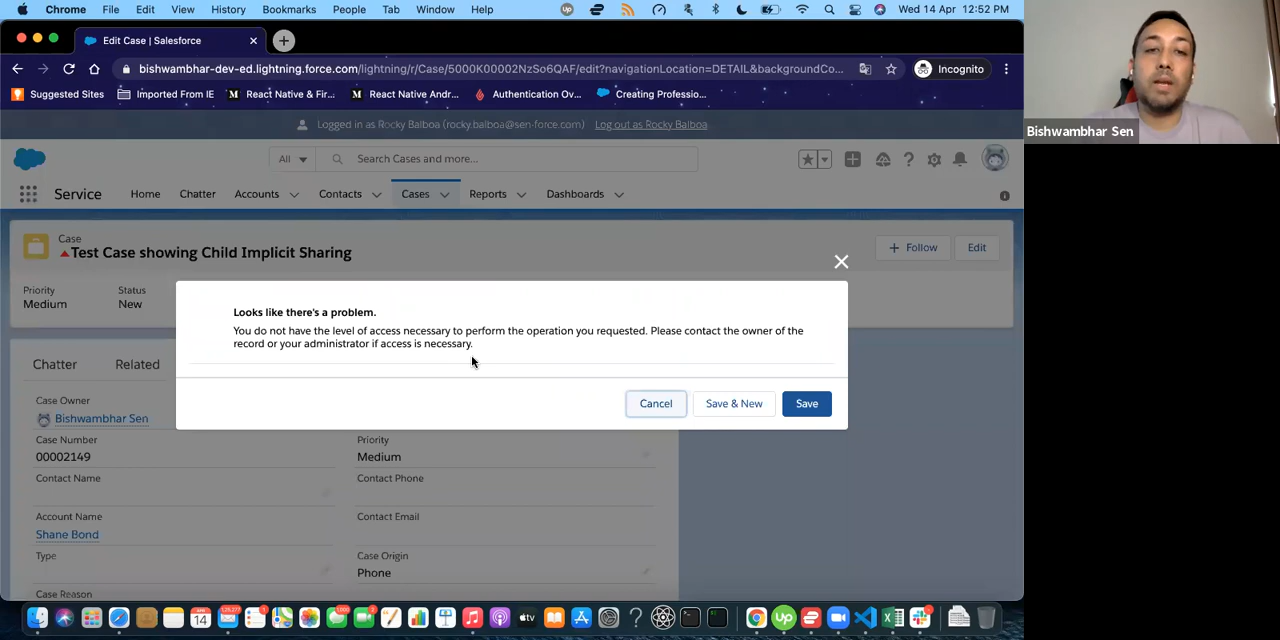 Chrome File Edit View History Bookmarks People Tab Window Help Wed 14 Apr 12:52 PM
Edit Case | Salesforce
bishwambhar-dev-ed.lightning.force.com/lightning/r/Case/5000K00002NzSo6QAF/edit?navigationLocation=DETAIL&backgroundCo... Incognito
Suggested Sites Imported From IE React Native & Fir... React Native Andr... Authentication Ov... Creating Professio...
Logged in as Rocky Balboa (rocky.balboa@sen-force.com) Log out as Rocky Balboa
Bishwambhar Sen
All Search Cases and more...
Service Home Chatter Accounts Contacts Cases Reports Dashboards
Case
Test Case showing Child Implicit Sharing
+ Follow Edit
Priority Status
Medium New
Looks like there's a problem.
You do not have the level of access necessary to perform the operation you requested. Please contact the owner of the
record or your administrator if access is necessary.
Cancel Save & New Save
Chatter Related
Case Owner
Bishwambhar Sen
Case Number Priority
00002149 Medium
Contact Name Contact Phone
Account Name Contact Email
Shane Bond
Type Case Origin
Phone
Case Reason